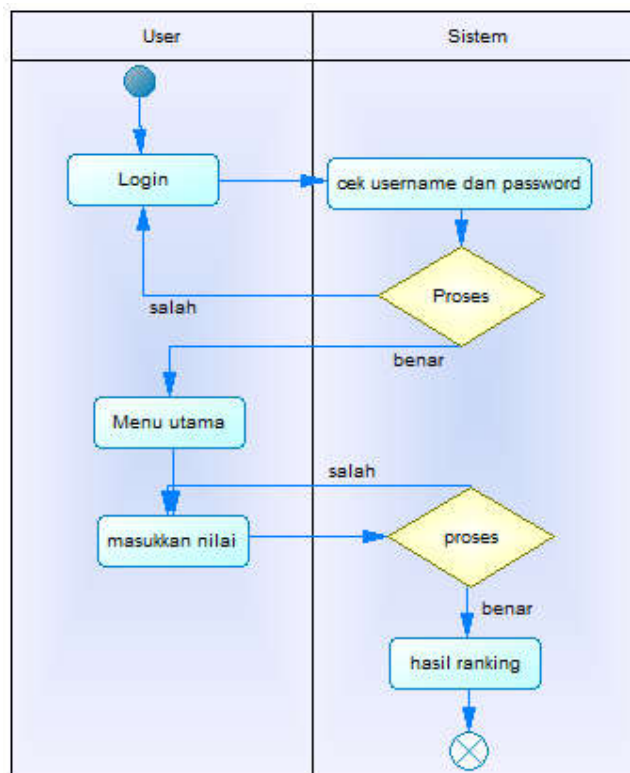 User
Sistem
Login
cek username dan password
Proses
salah
benar
Menu utama
salah
masukkan nilai
proses
benar
hasil ranking